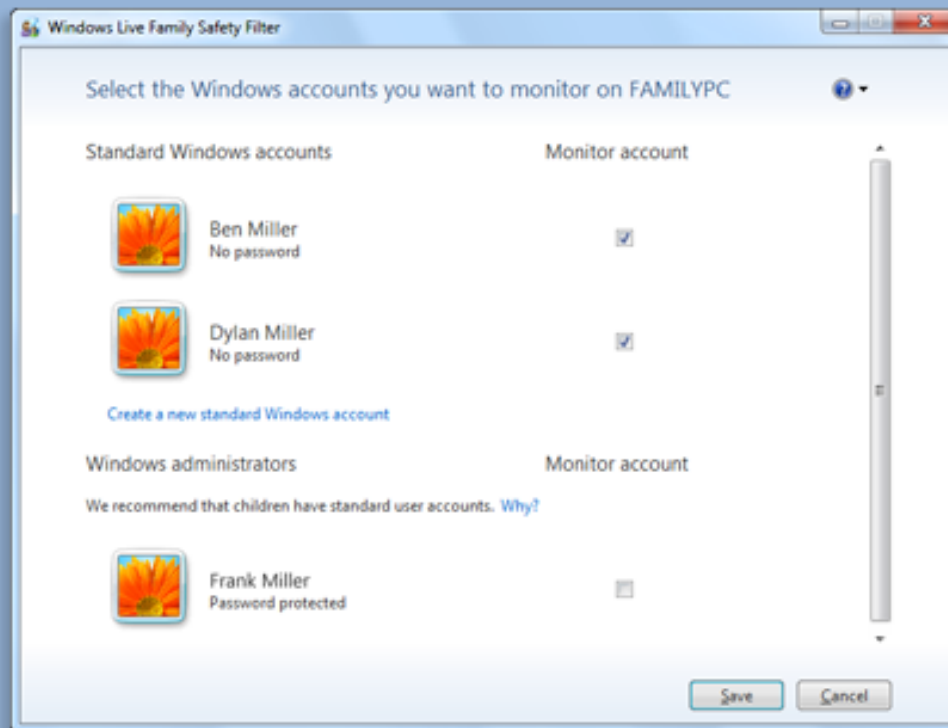 Windows Live Family Safety Filter
Select the Windows accounts you want to monitor on FAMILYPC
Standard Windows accounts Monitor account
Ben Miller
No password
Dylan Miller
No password
Create a new standard Windows account
Windows administrators Monitor account
We recommend that children have standard user accounts. Why?
Frank Miller
Password protected
Save Cancel